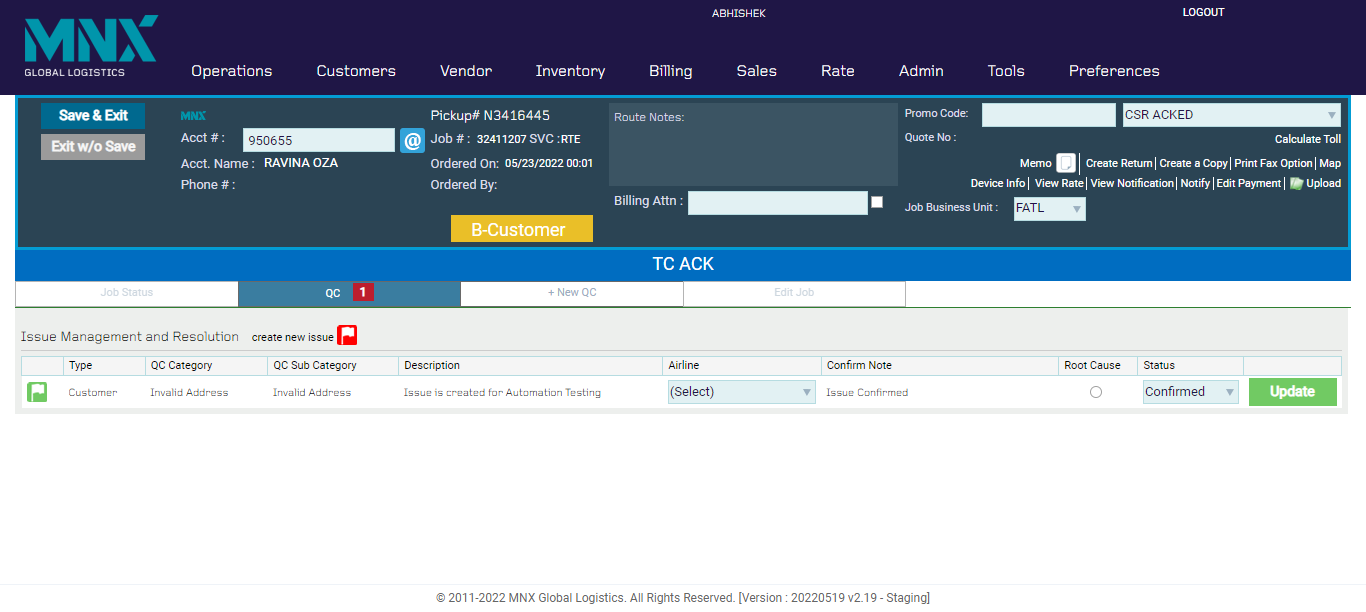 ABHISHEK
LOGOUT
MNX
GLOBAL LOGISTICS
Operations Customers Vendor Inventory Billing Sales Rate Admin Tools Preferences
Save & Exit
Exit w/o Save
MNX
Acct # : 950655 @
Acct. Name : RAVINA OZA
Phone # :
Pickup# N3416445
Job # : 32411207 SVC :RTE
Ordered On: 05/23/2022 00:01
Ordered By:
B-Customer
Route Notes:
Billing Attn :
Promo Code: CSR ACKED
Quote No : Calculate Toll
Memo | Create Return| Create a Copy| Print Fax Option | Map
Device Info | View Rate| View Notification | Notify | Edit Payment | Upload
Job Business Unit : FATL
TC ACK
Job Status QC 1 + New QC Edit Job
Issue Management and Resolution create new issue
Type QC Category QC Sub Category Description Airline Confirm Note Root Cause Status
Customer Invalid Address Invalid Address Issue is created for Automation Testing (Select) Issue Confirmed Confirmed Update
© 2011-2022 MNX Global Logistics. All Rights Reserved. [Version : 20220519 v2.19 - Staging]